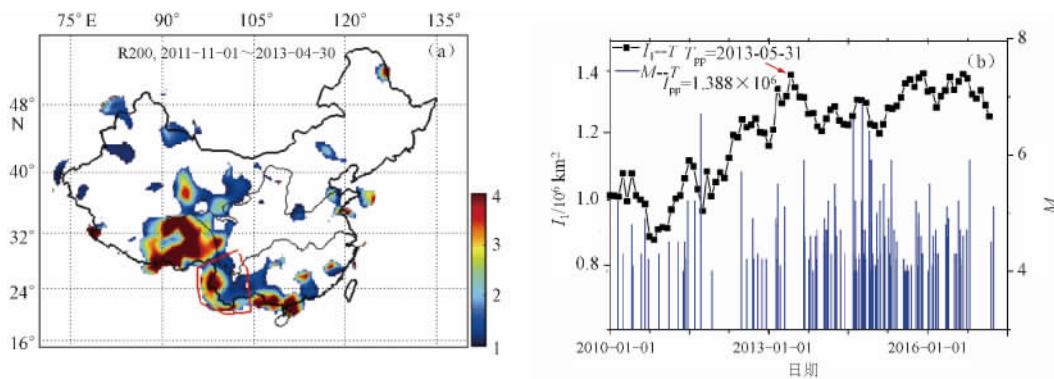 75° E 90° 105° 120° 135°
R200, 2011-11-01～2013-04-30 (a)
48°
N
40°
32°
24°
16°
4
3
2
1
I₁--T Tpp=2013-05-31 (b)
M--T
Ipp=1.388×10⁶
I₁/10⁶ km²
1.4
1.2
1.0
0.8
8
6
4
M
2010-01-01 2013-01-01 2016-01-01
日期